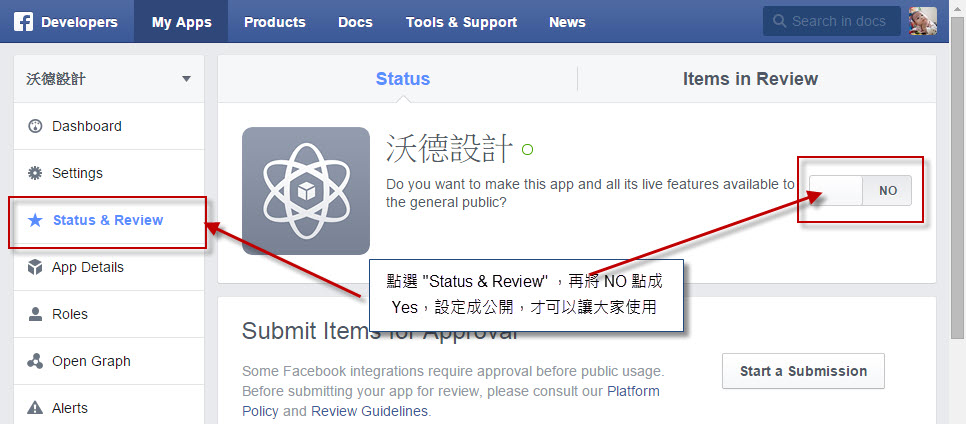 Developers
My Apps
Products
Docs
Tools & Support
News
Search in docs
沃德設計
Dashboard
Settings
Status & Review
App Details
Roles
Open Graph
Alerts
Status
Items in Review
沃德設計
Do you want to make this app and all its live features available to
the general public?
NO
點選 "Status & Review" ，再將 NO 點成
Yes，設定成公開，才可以讓大家使用
Submit Items for Approval
Some Facebook integrations require approval before public usage.
Before submitting your app for review, please consult our Platform
Policy and Review Guidelines.
Start a Submission